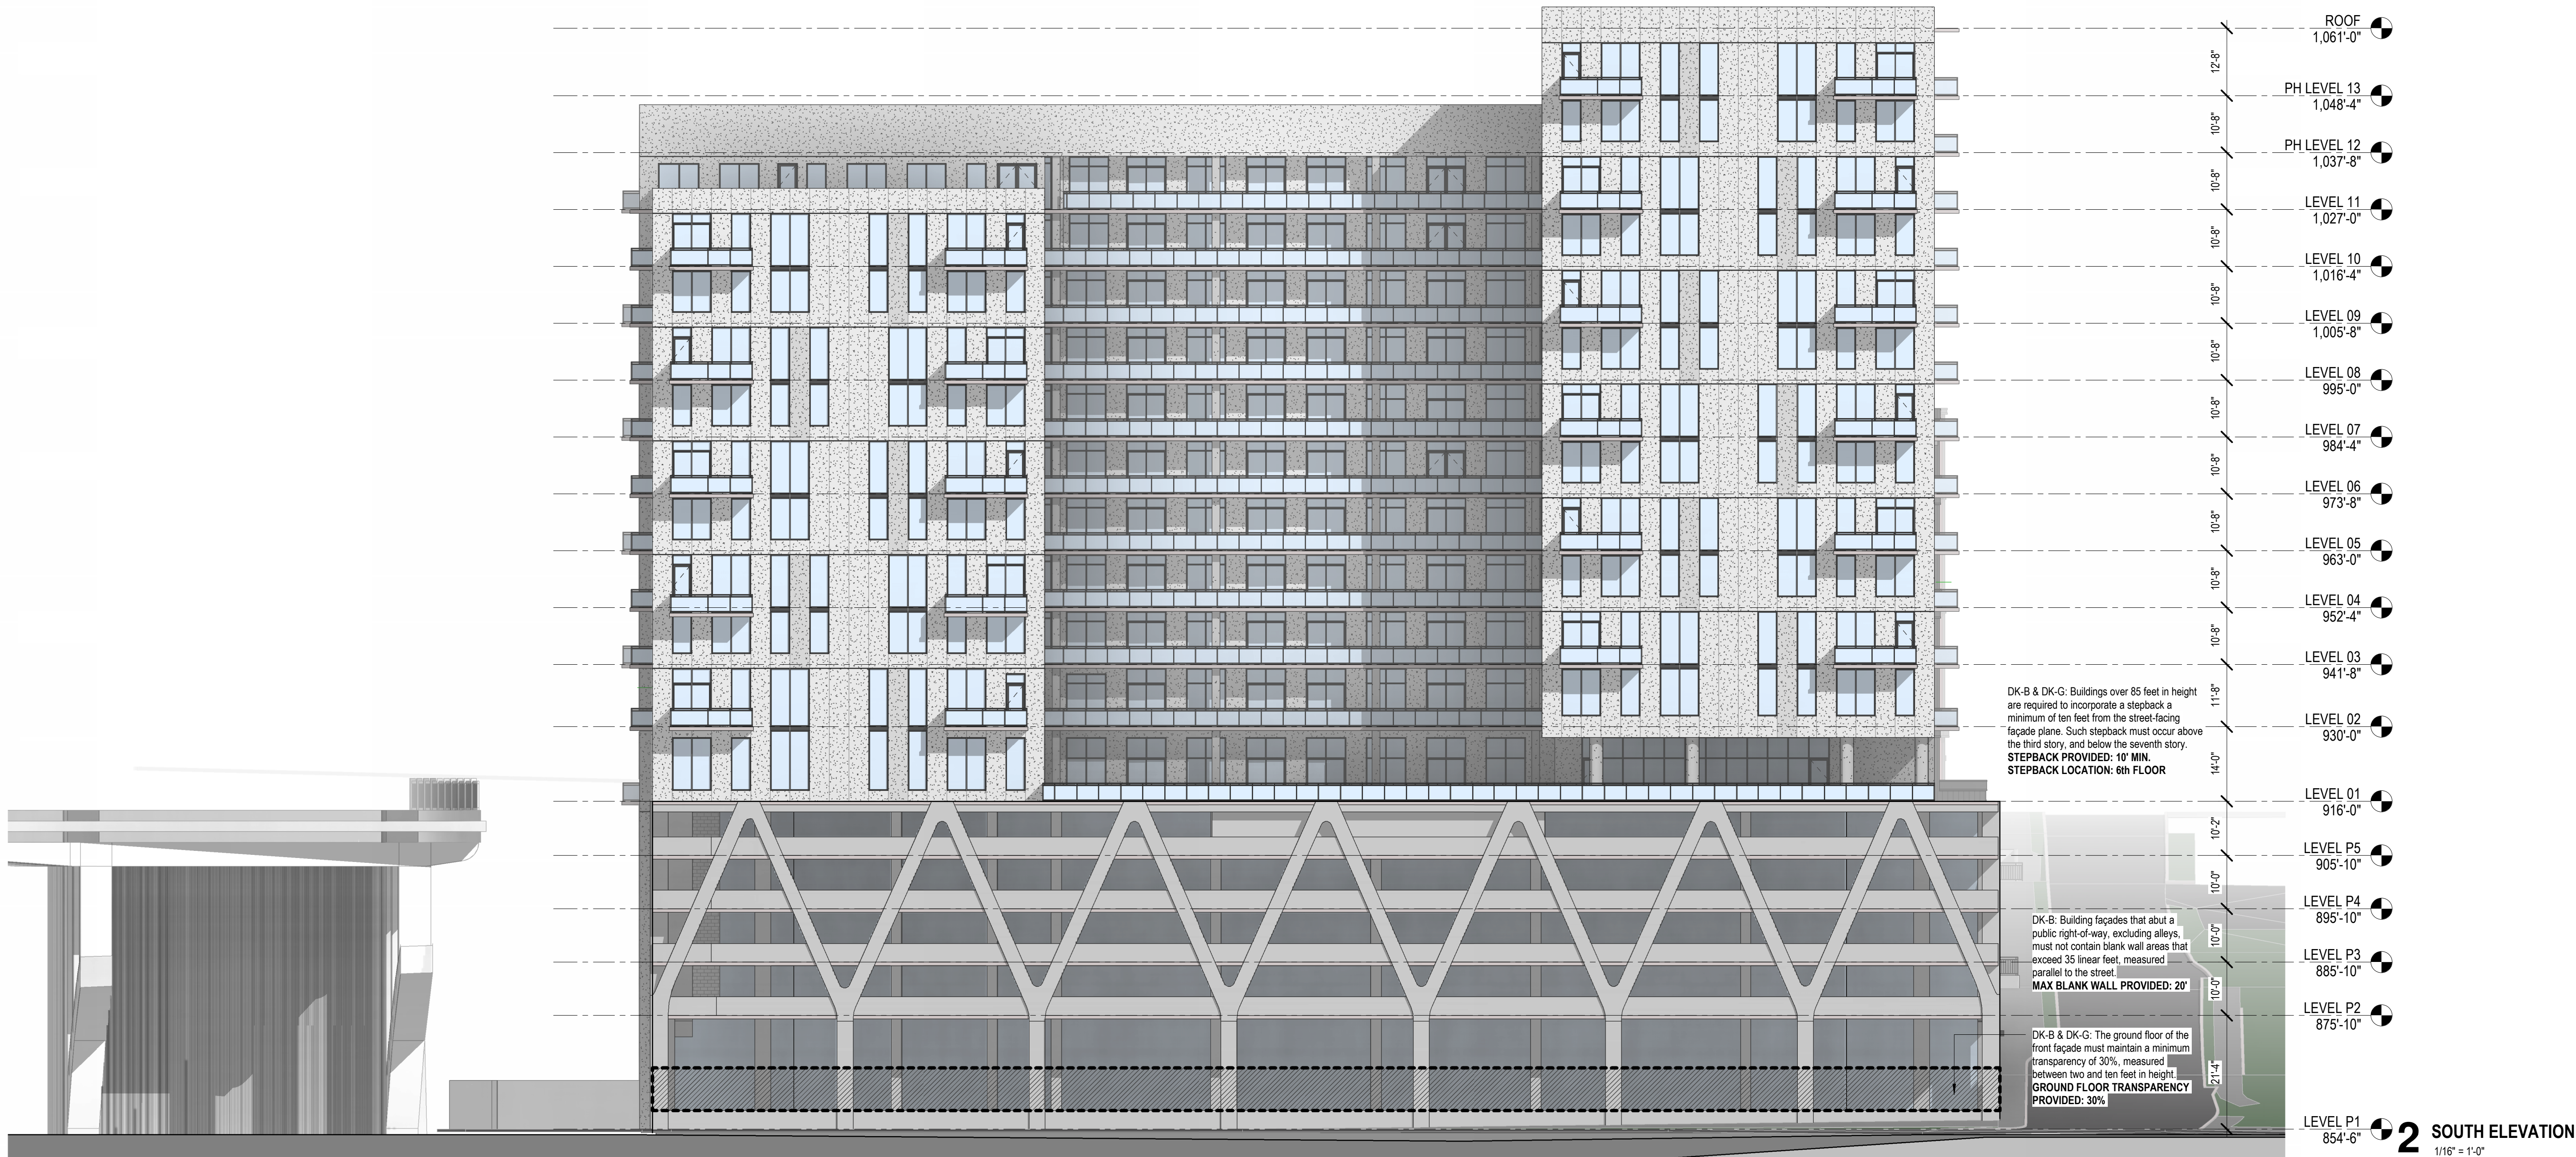 ROOF
1,061'-0"
12'-8"
PH LEVEL 13
1,048'-4"
10'-8"
PH LEVEL 12
1,037'-8"
10'-8"
LEVEL 11
1,027'-0"
10'-8"
LEVEL 10
1,016'-4"
10'-8"
LEVEL 09
1,005'-8"
10'-8"
LEVEL 08
995'-0"
10'-8"
LEVEL 07
984'-4"
10'-8"
LEVEL 06
973'-8"
10'-8"
LEVEL 05
963'-0"
10'-8"
LEVEL 04
952'-4"
10'-8"
LEVEL 03
941'-8"
11'-8"
LEVEL 02
930'-0"
14'-0"
LEVEL 01
916'-0"
10'-2"
LEVEL P5
905'-10"
10'-0"
LEVEL P4
895'-10"
10'-0"
LEVEL P3
885'-10"
10'-0"
LEVEL P2
875'-10"
21'-4"
LEVEL P1
854'-6"
DK-B & DK-G: Buildings over 85 feet in height
are required to incorporate a stepback a
minimum of ten feet from the street-facing
façade plane. Such stepback must occur above
the third story, and below the seventh story.
STEPBACK PROVIDED: 10' MIN.
STEPBACK LOCATION: 6th FLOOR
DK-B: Building façades that abut a
public right-of-way, excluding alleys,
must not contain blank wall areas that
exceed 35 linear feet, measured
parallel to the street.
MAX BLANK WALL PROVIDED: 20'
DK-B & DK-G: The ground floor of the
front façade must maintain a minimum
transparency of 30%, measured
between two and ten feet in height.
GROUND FLOOR TRANSPARENCY
PROVIDED: 30%
2 SOUTH ELEVATION
1/16" = 1'-0"